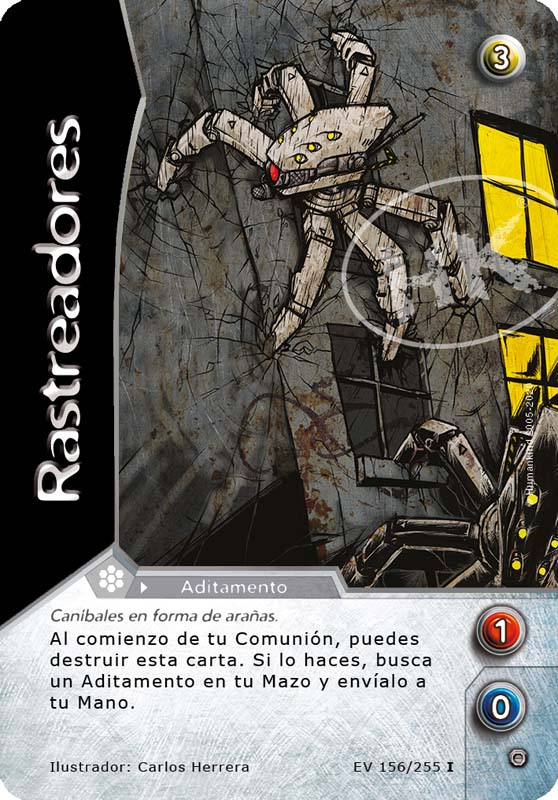 Rastreadores
3
HK
Aditamento
Caníbales en forma de arañas.
Al comienzo de tu Comunión, puedes
destruir esta carta. Si lo haces, busca
un Aditamento en tu Mazo y envíalo a
tu Mano.
1
0
Ilustrador: Carlos Herrera
EV 156/255 I